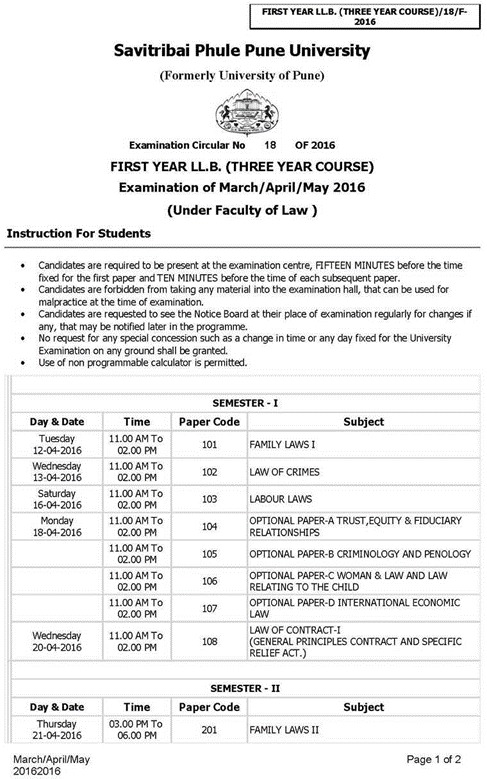 FIRST YEAR LL.B. (THREE YEAR COURSE)/18/F-
2016
Savitribai Phule Pune University
(Formerly University of Pune)
Examination Circular No 18 OF 2016
FIRST YEAR LL.B. (THREE YEAR COURSE)
Examination of March/April/May 2016
(Under Faculty of Law )
Instruction For Students
• Candidates are required to be present at the examination centre, FIFTEEN MINUTES before the time
fixed for the first paper and TEN MINUTES before the time of each subsequent paper.
• Candidates are forbidden from taking any material into the examination hall, that can be used for
malpractice at the time of examination.
• Candidates are requested to see the Notice Board at their place of examination regularly for changes if
any, that may be notified later in the programme.
• No request for any special concession such as a change in time or any day fixed for the University
Examination on any ground shall be granted.
• Use of non programmable calculator is permitted.
SEMESTER - I
Day & Date Time Paper Code Subject
Tuesday 11.00 AM To
12-04-2016 02.00 PM 101 FAMILY LAWS I
Wednesday 11.00 AM To
13-04-2016 02.00 PM 102 LAW OF CRIMES
Saturday 11.00 AM To
16-04-2016 02.00 PM 103 LABOUR LAWS
Monday 11.00 AM To 104 OPTIONAL PAPER-A TRUST,EQUITY & FIDUCIARY
18-04-2016 02.00 PM RELATIONSHIPS
11.00 AM To
02.00 PM 105 OPTIONAL PAPER-B CRIMINOLOGY AND PENOLOGY
11.00 AM To 106 OPTIONAL PAPER-C WOMAN & LAW AND LAW
02.00 PM RELATING TO THE CHILD
11.00 AM To 107 OPTIONAL PAPER-D INTERNATIONAL ECONOMIC
02.00 PM LAW
Wednesday 11.00 AM To 108 LAW OF CONTRACT-I
20-04-2016 02.00 PM (GENERAL PRINCIPLES CONTRACT AND SPECIFIC
RELIEF ACT.)
SEMESTER - II
Day & Date Time Paper Code Subject
Thursday 03.00 PM To
21-04-2016 06.00 PM 201 FAMILY LAWS II
March/April/May Page 1 of 2
20162016